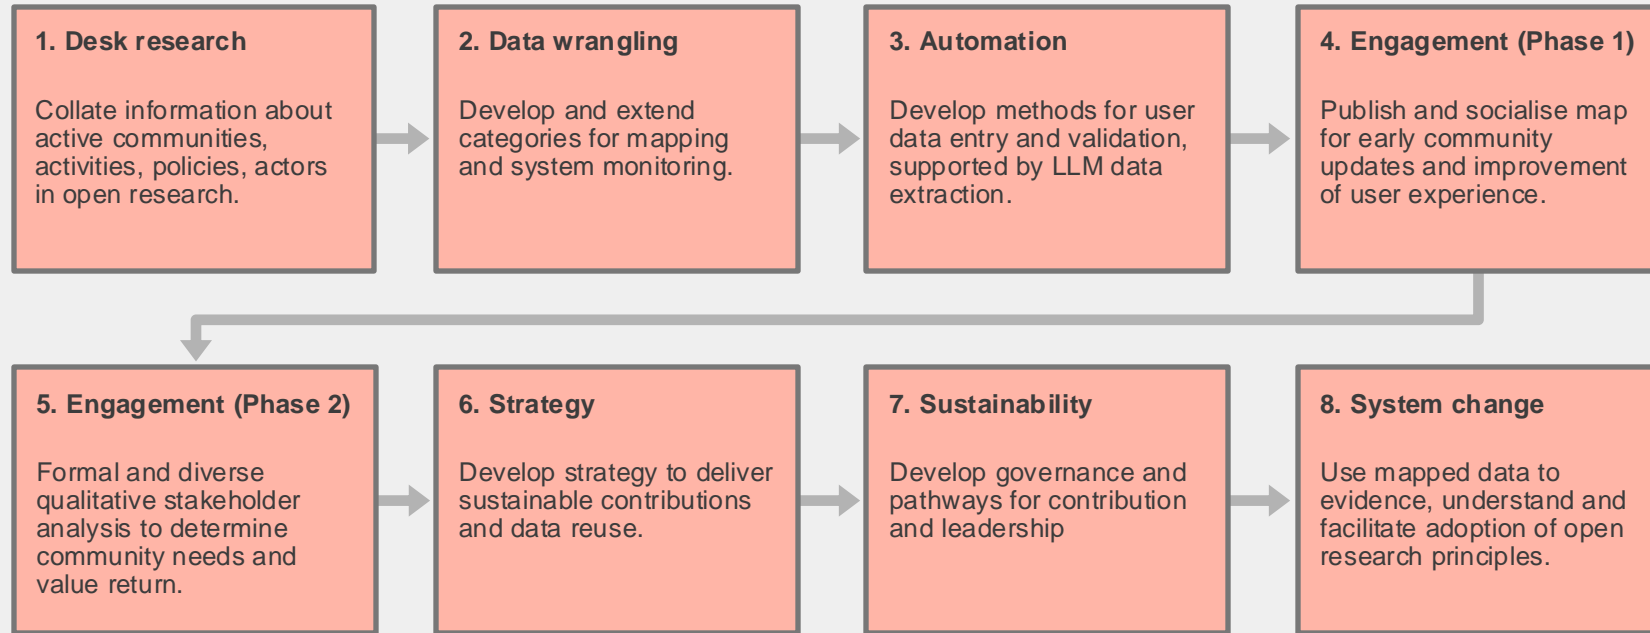 1. Desk research
Collate information about
active communities,
activities, policies, actors
in open research.
2. Data wrangling
Develop and extend
categories for mapping
and system monitoring.
3. Automation
Develop methods for user
data entry and validation,
supported by LLM data
extraction.
4. Engagement (Phase 1)
Publish and socialise map
for early community
updates and improvement
of user experience.
5. Engagement (Phase 2)
Formal and diverse
qualitative stakeholder
analysis to determine
community needs and
value return.
6. Strategy
Develop strategy to deliver
sustainable contributions
and data reuse.
7. Sustainability
Develop governance and
pathways for contribution
and leadership
8. System change
Use mapped data to
evidence, understand and
facilitate adoption of open
research principles.